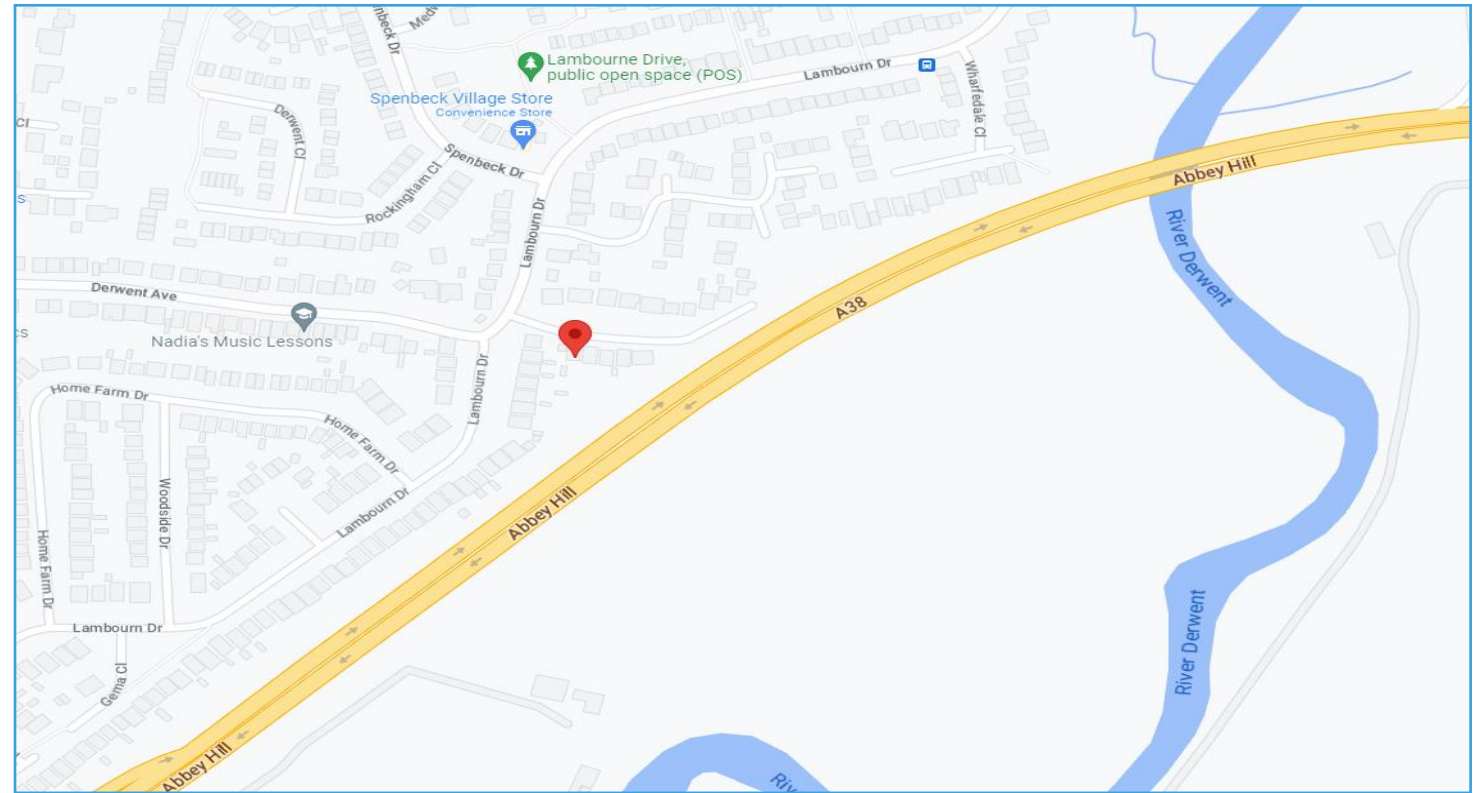 Lambourne Drive,
public open space (POS)
Lambourn Dr
Wharfedale Cl
Spenbeck Village Store
Convenience Store
Derwent Cl
Spenbeck Dr
Rockingham Cl
Cl
Abbey Hill
Lambourn Dr
River Derwent
Derwent Ave
A38
Nadia's Music Lessons
Lambourn Dr
Home Farm Dr
Home Farm Dr
Woodside Dr
Lambourn Dr
Abbey Hill
Home Farm Dr
Lambourn Dr
River Derwent
Gema Cl
Abbey Hill